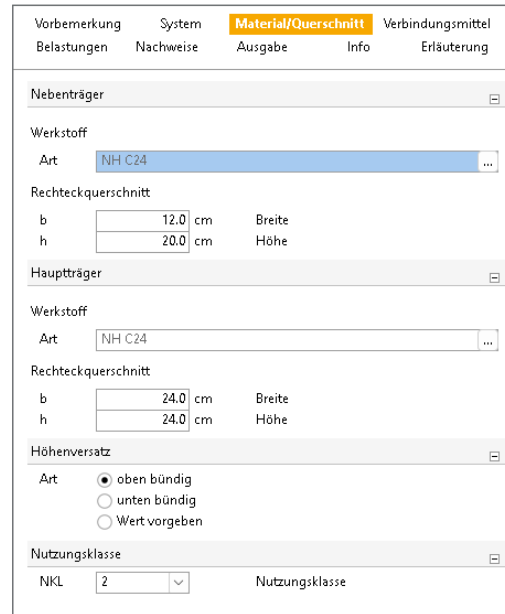 Vorbemerkung System Material/Querschnitt Verbindungsmittel
Belastungen Nachweise Ausgabe Info Erläuterung
Nebenträger
Werkstoff
Art NH C24 ...
Rechteckquerschnitt
b 12.0 cm Breite
h 20.0 cm Höhe
Hauptträger
Werkstoff
Art NH C24 ...
Rechteckquerschnitt
b 24.0 cm Breite
h 24.0 cm Höhe
Höhenversatz
Art oben bündig
unten bündig
Wert vorgeben
Nutzungsklasse
NKL 2 Nutzungsklasse